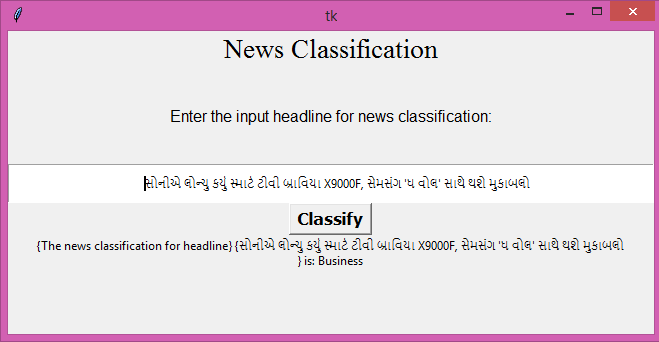 tk
News Classification
Enter the input headline for news classification:
સોનીએ લોન્ચુ કર્યું સ્માર્ટ ટીવી બ્રાવિયા X9000F, સેમસંગ 'ધ વોલ' સાથે થશે મુકાબલો
Classify
{The news classification for headline} {સોનીએ લોન્ચુ કર્યું સ્માર્ટ ટીવી બ્રાવિયા X9000F, સેમસંગ 'ધ વોલ' સાથે થશે મુકાબલો
} is: Business